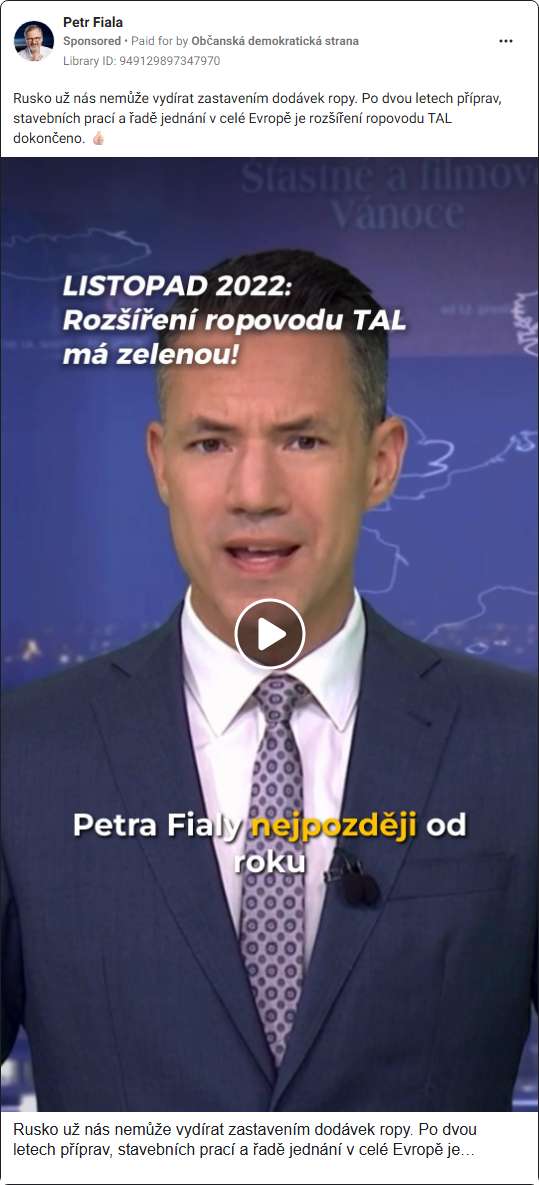 Petr Fiala
Sponsored • Paid for by Občanská demokratická strana
Library ID: 949129897347970
Rusko už nás nemůže vydírat zastavením dodávek ropy. Po dvou letech příprav,
stavebních prací a řadě jednání v celé Evropě je rozšíření ropovodu TAL
dokončeno. 👍🏻
Šťastné a filmov
Vánoce
LISTOPAD 2022:
Rozšíření ropovodu TAL
má zelenou!
Petra Fialy nejpozději od
roku
Rusko už nás nemůže vydírat zastavením dodávek ropy. Po dvou
letech příprav, stavebních prací a řadě jednání v celé Evropě je…